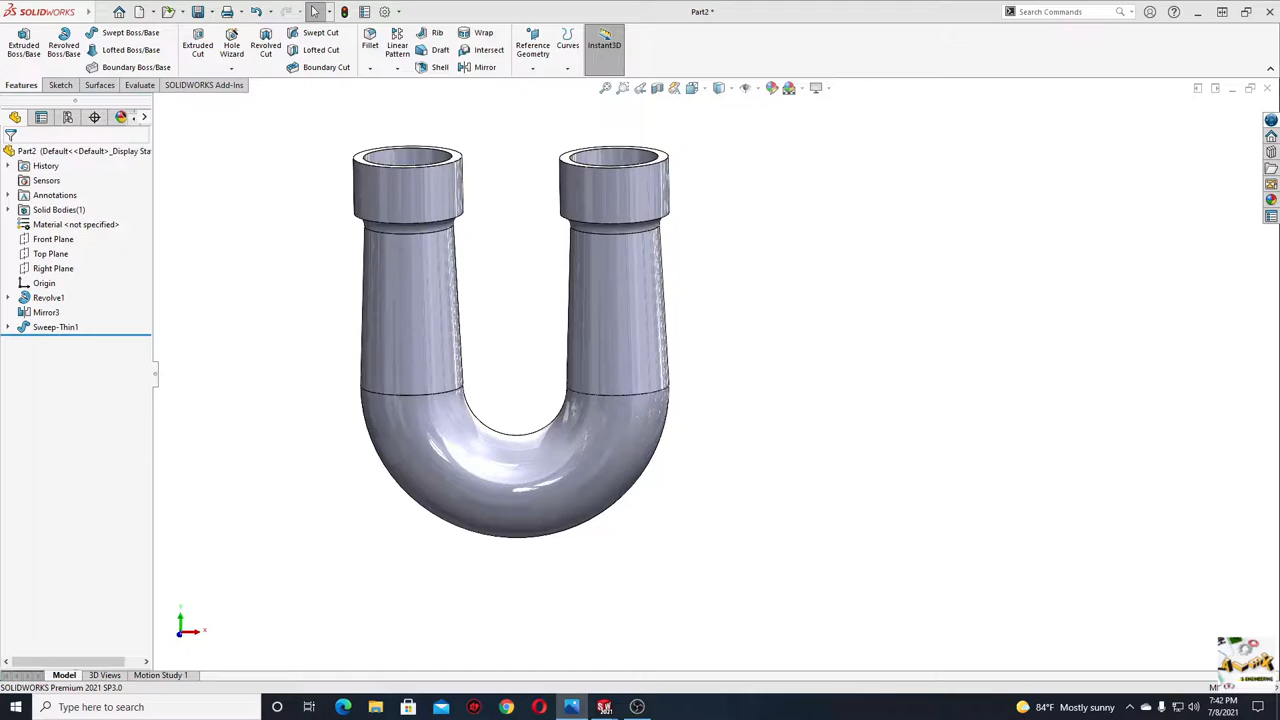 SOLIDWORKS
Part2 *
Search Commands
Extruded Boss/Base
Revolved Boss/Base
Swept Boss/Base
Lofted Boss/Base
Boundary Boss/Base
Extruded Cut
Hole Wizard
Revolved Cut
Swept Cut
Lofted Cut
Boundary Cut
Fillet
Linear Pattern
Rib
Draft
Shell
Wrap
Intersect
Mirror
Reference Geometry
Curves
Instant3D
Features
Sketch
Surfaces
Evaluate
SOLIDWORKS Add-Ins
Part2 (Default<<Default>_Display Sta
History
Sensors
Annotations
Solid Bodies(1)
Material <not specified>
Front Plane
Top Plane
Right Plane
Origin
Revolve1
Mirror3
Sweep-Thin1
Y
X
Model
3D Views
Motion Study 1
SOLIDWORKS Premium 2021 SP3.0
Type here to search
84°F Mostly sunny
7:42 PM
7/8/2021